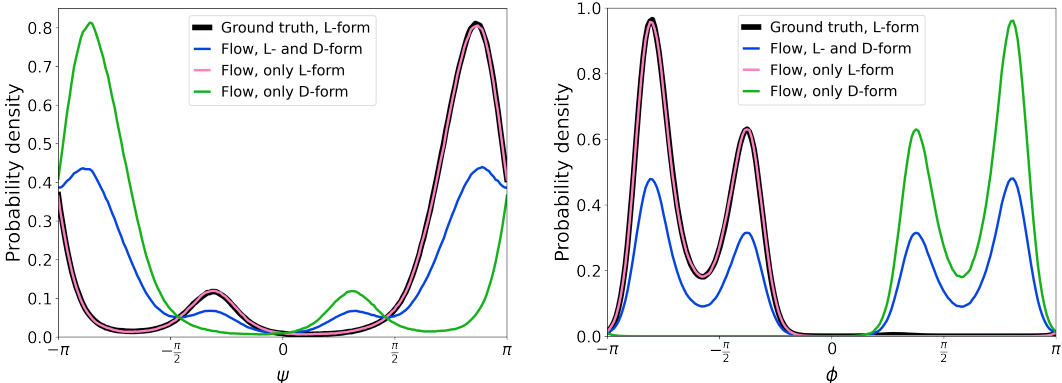 Probability density
0.8
0.7
0.6
0.5
0.4
0.3
0.2
0.1
0.0
Ground truth, L-form
Flow, L- and D-form
Flow, only L-form
Flow, only D-form
−π
−π/2
0
π/2
π
ψ
Probability density
1.0
0.8
0.6
0.4
0.2
0.0
Ground truth, L-form
Flow, L- and D-form
Flow, only L-form
Flow, only D-form
−π
−π/2
0
π/2
π
ϕ